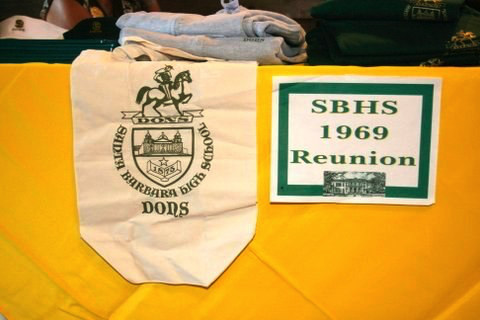 DONS
SANTA BARBARA HIGH SCHOOL
1875
DONS
SBHS
1969
Reunion